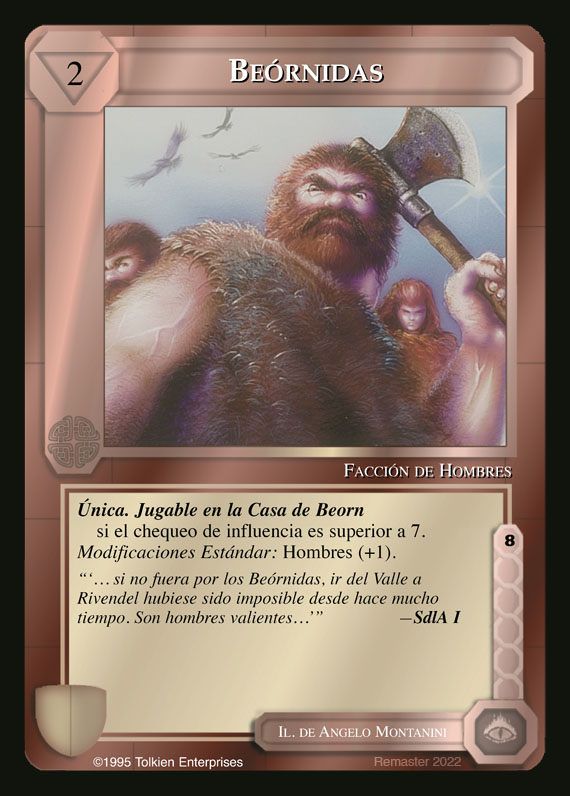 2
BEÓRNIDAS
FACCIÓN DE HOMBRES
Única. Jugable en la Casa de Beorn
si el chequeo de influencia es superior a 7.
Modificaciones Estándar: Hombres (+1).
“‘… si no fuera por los Beórnidas, ir del Valle a
Rivendel hubiese sido imposible desde hace mucho
tiempo. Son hombres valientes…’” —SdlA I
8
IL. DE ANGELO MONTANINI
©1995 Tolkien Enterprises
Remaster 2022